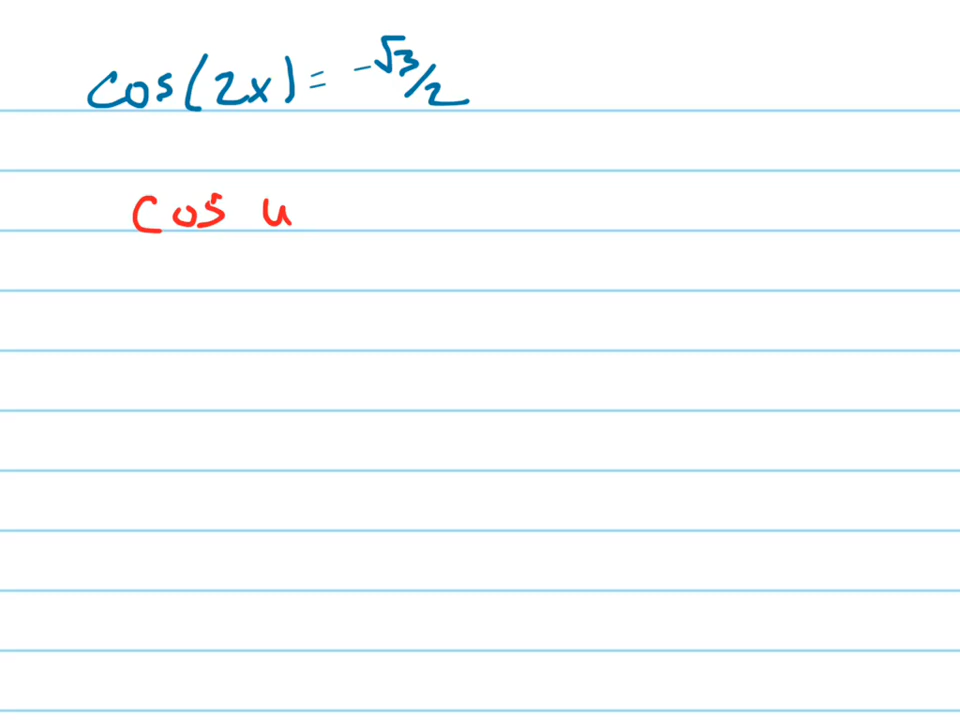 cos(2x) = -√3/2
cos u